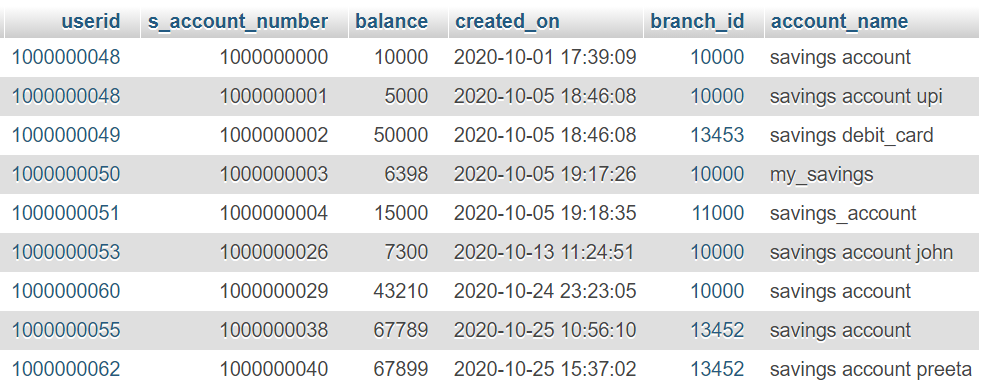 userid s_account_number balance created_on branch_id account_name
1000000048 1000000000 10000 2020-10-01 17:39:09 10000 savings account
1000000048 1000000001 5000 2020-10-05 18:46:08 10000 savings account upi
1000000049 1000000002 50000 2020-10-05 18:46:08 13453 savings debit_card
1000000050 1000000003 6398 2020-10-05 19:17:26 10000 my_savings
1000000051 1000000004 15000 2020-10-05 19:18:35 11000 savings_account
1000000053 1000000026 7300 2020-10-13 11:24:51 10000 savings account john
1000000060 1000000029 43210 2020-10-24 23:23:05 10000 savings account
1000000055 1000000038 67789 2020-10-25 10:56:10 13452 savings account
1000000062 1000000040 67899 2020-10-25 15:37:02 13452 savings account preeta